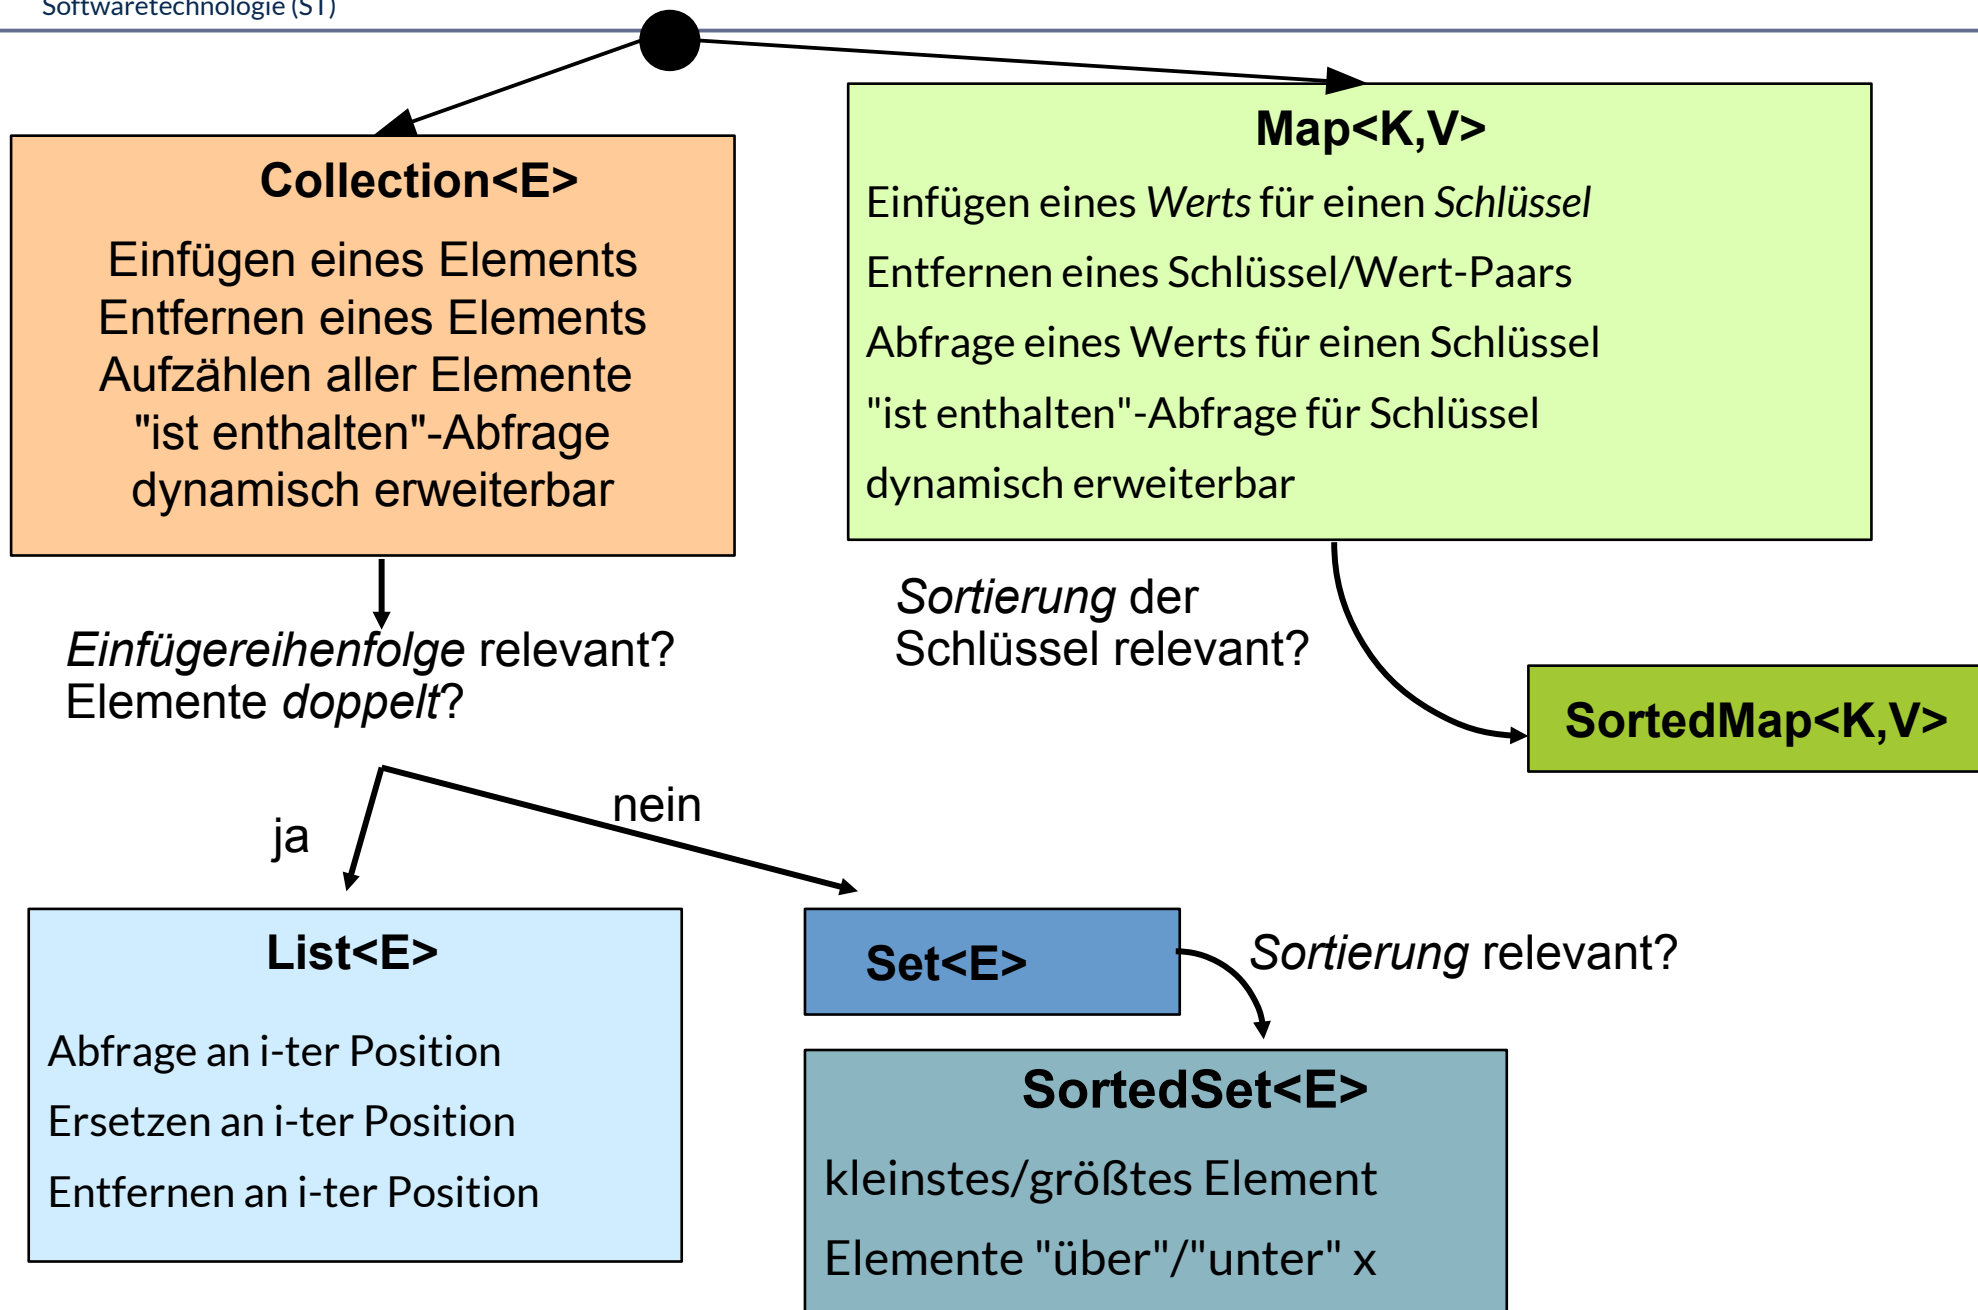 Softwaretechnologie (ST)
Collection<E>
Einfügen eines Elements
Entfernen eines Elements
Aufzählen aller Elemente
"ist enthalten"-Abfrage
dynamisch erweiterbar
Map<K,V>
Einfügen eines Werts für einen Schlüssel
Entfernen eines Schlüssel/Wert-Paars
Abfrage eines Werts für einen Schlüssel
"ist enthalten"-Abfrage für Schlüssel
dynamisch erweiterbar
Einfügereihenfolge relevant?
Elemente doppelt?
Sortierung der
Schlüssel relevant?
SortedMap<K,V>
ja
nein
List<E>
Abfrage an i-ter Position
Ersetzen an i-ter Position
Entfernen an i-ter Position
Set<E>
Sortierung relevant?
SortedSet<E>
kleinstes/größtes Element
Elemente "über"/"unter" x